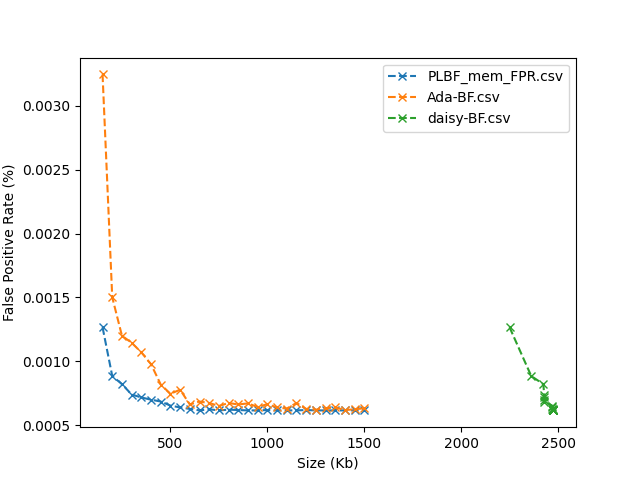 PLBF_mem_FPR.csv
Ada-BF.csv
daisy-BF.csv
0.0030
0.0025
0.0020
0.0015
0.0010
0.0005
False Positive Rate (%)
500
1000
1500
2000
2500
Size (Kb)